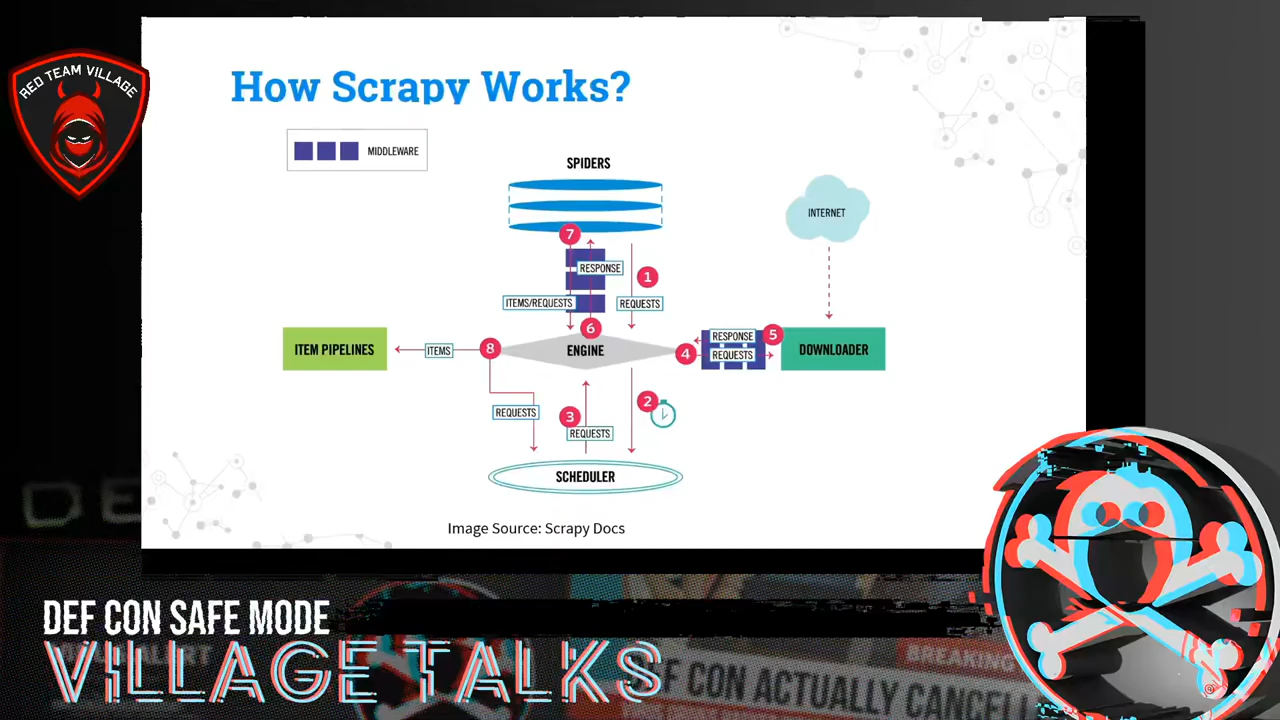 RED TEAM VILLAGE
How Scrapy Works?
MIDDLEWARE
SPIDERS
INTERNET
7
RESPONSE
1
ITEMS/REQUESTS
REQUESTS
6
RESPONSE
5
ITEM PIPELINES
ITEMS
8
ENGINE
4
REQUESTS
DOWNLOADER
2
REQUESTS
3
REQUESTS
SCHEDULER
Image Source: Scrapy Docs
DEF CON SAFE MODE
VILLAGE TALKS
BREAKING
DEF CON ACTUALLY